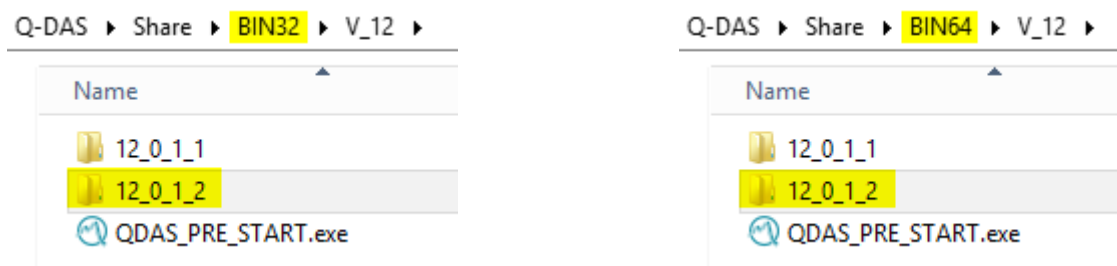 Q-DAS ▸ Share ▸ BIN32 ▸ V_12 ▸
Name
12_0_1_1
12_0_1_2
QDAS_PRE_START.exe
Q-DAS ▸ Share ▸ BIN64 ▸ V_12 ▸
Name
12_0_1_1
12_0_1_2
QDAS_PRE_START.exe